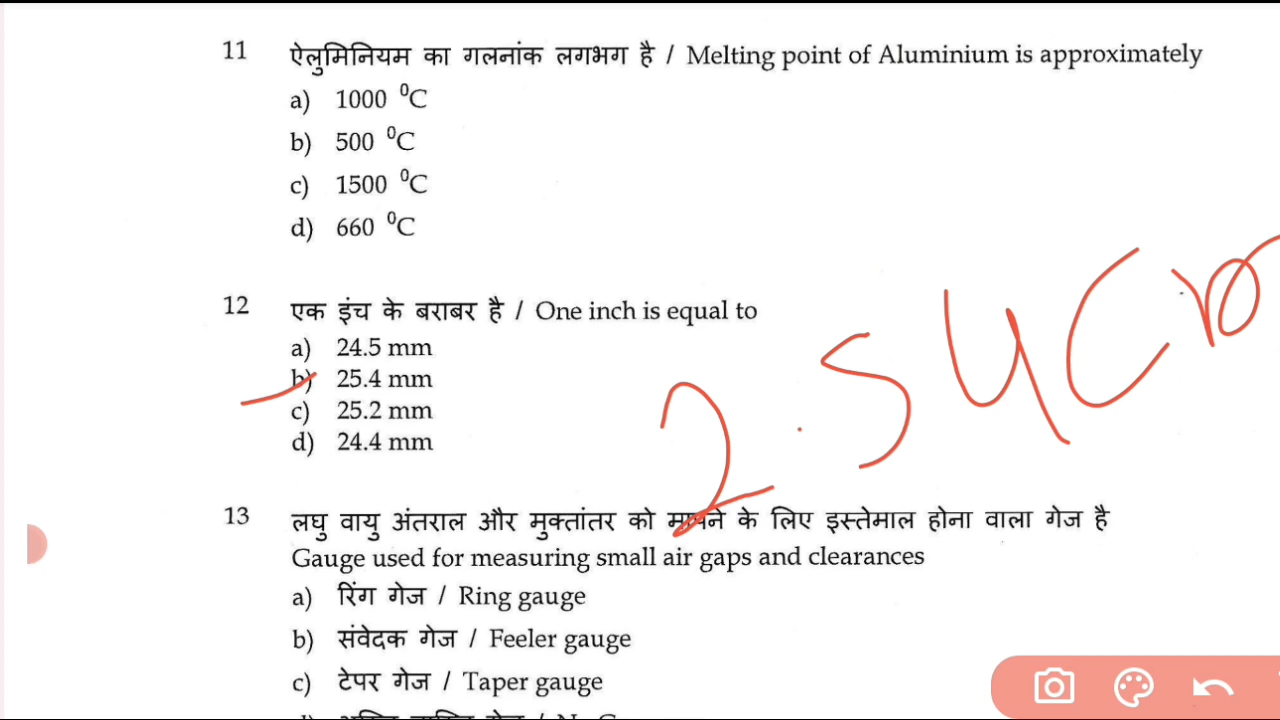 11 ऐलुमिनियम का गलनांक लगभग है / Melting point of Aluminium is approximately
a) 1000 ⁰C
b) 500 ⁰C
c) 1500 ⁰C
d) 660 ⁰C
12 एक इंच के बराबर है / One inch is equal to
a) 24.5 mm
b) 25.4 mm
c) 25.2 mm
d) 24.4 mm
2.54cm
13 लघु वायु अंतराल और मुक्तांतर को मापने के लिए इस्तेमाल होना वाला गेज है
Gauge used for measuring small air gaps and clearances
a) रिंग गेज / Ring gauge
b) संवेदक गेज / Feeler gauge
c) टेपर गेज / Taper gauge